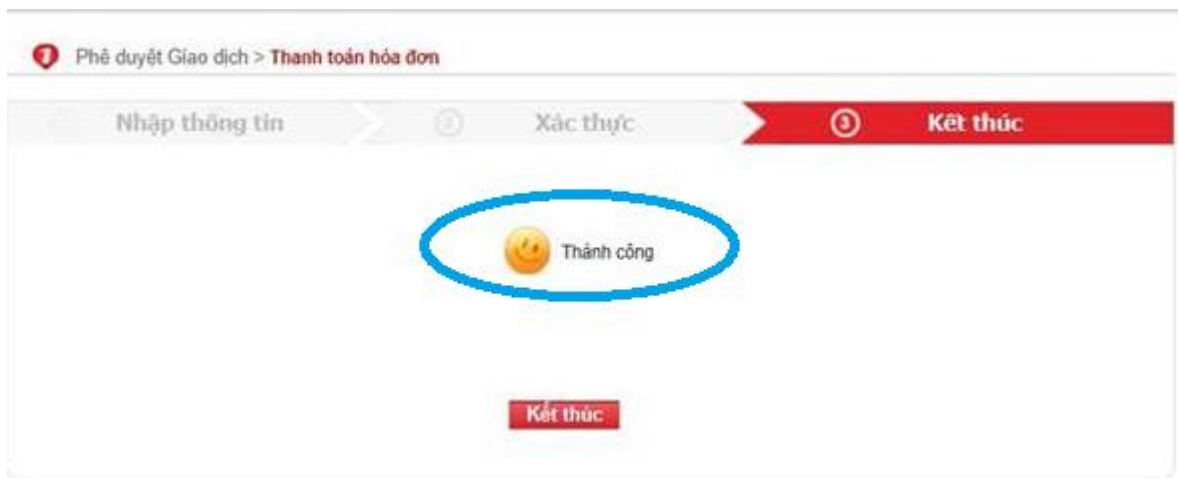 Phê duyệt Giao dịch > Thanh toán hóa đơn
Nhập thông tin
Xác thực
3 Kết thúc
Thành công
Kết thúc